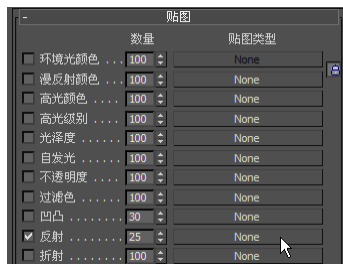 - 贴图
数量 贴图类型
环境光颜色 ... 100 None
漫反射颜色 ... 100 None
高光颜色 .... 100 None
高光级别 .... 100 None
光泽度 ...... 100 None
自发光 ...... 100 None
不透明度 .... 100 None
过滤色 ...... 100 None
凹凸 ........ 30 None
反射 ........ 25 None
折射 ........ 100 None